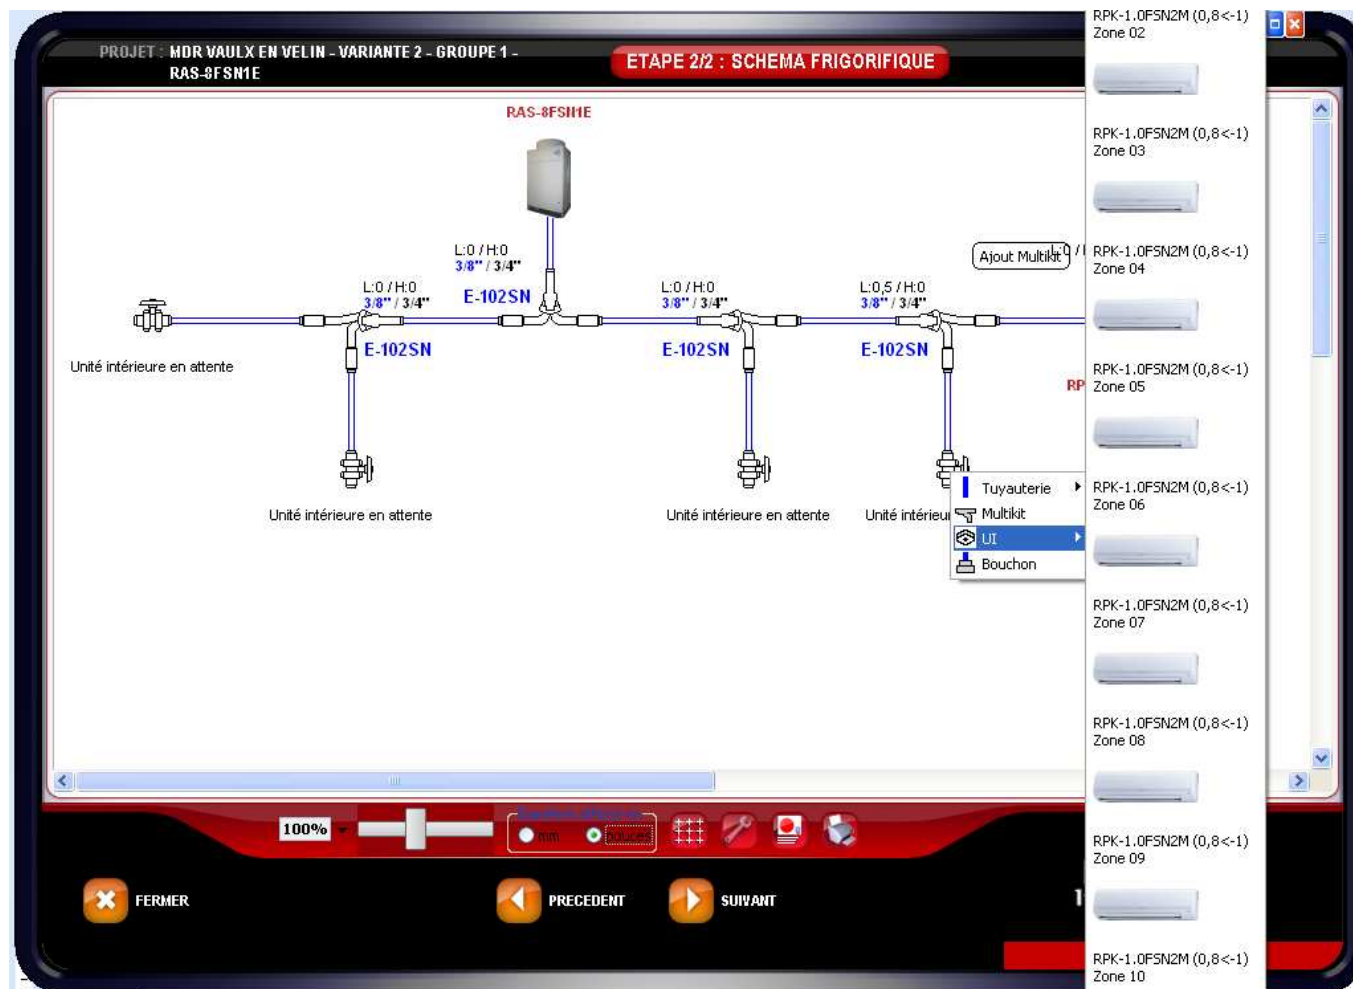 PROJET : MDR VAULX EN VELIN - VARIANTE 2 - GROUPE 1 -
RAS-8FSN1E
ETAPE 2/2 : SCHEMA FRIGORIFIQUE
RAS-8FSN1E
L:0 / H:0
3/8" / 3/4"
E-102SN
L:0 / H:0
3/8" / 3/4"
E-102SN
L:0 / H:0
3/8" / 3/4"
E-102SN
L:0,5 / H:0
3/8" / 3/4"
E-102SN
Ajout Multikit
Unité intérieure en attente
Unité intérieure en attente
Unité intérieure en attente
Unité intérieu
RP
Tuyauterie
Multikit
UI
Bouchon
RPK-1.0FSN2M (0,8<-1)
Zone 02
RPK-1.0FSN2M (0,8<-1)
Zone 03
RPK-1.0FSN2M (0,8<-1)
Zone 04
RPK-1.0FSN2M (0,8<-1)
Zone 05
RPK-1.0FSN2M (0,8<-1)
Zone 06
RPK-1.0FSN2M (0,8<-1)
Zone 07
RPK-1.0FSN2M (0,8<-1)
Zone 08
RPK-1.0FSN2M (0,8<-1)
Zone 09
RPK-1.0FSN2M (0,8<-1)
Zone 10
100%
mm
pouces
FERMER
PRECEDENT
SUIVANT
1